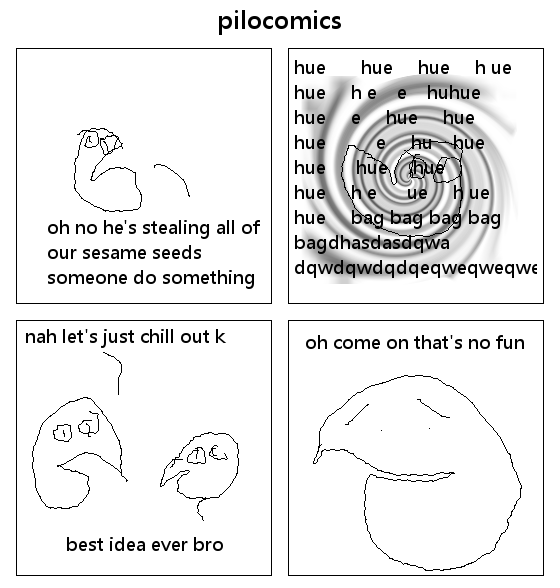 pilocomics
oh no he's stealing all of
our sesame seeds
someone do something
hue hue hue h ue
hue h e e huhue
hue e hue hue
hue e hu hue
hue hue hue
hue h e ue h ue
hue bag bag bag bag
bagdhasdasdqwa
dqwdqwdqdqeqweqweqwe
nah let's just chill out k
best idea ever bro
oh come on that's no fun